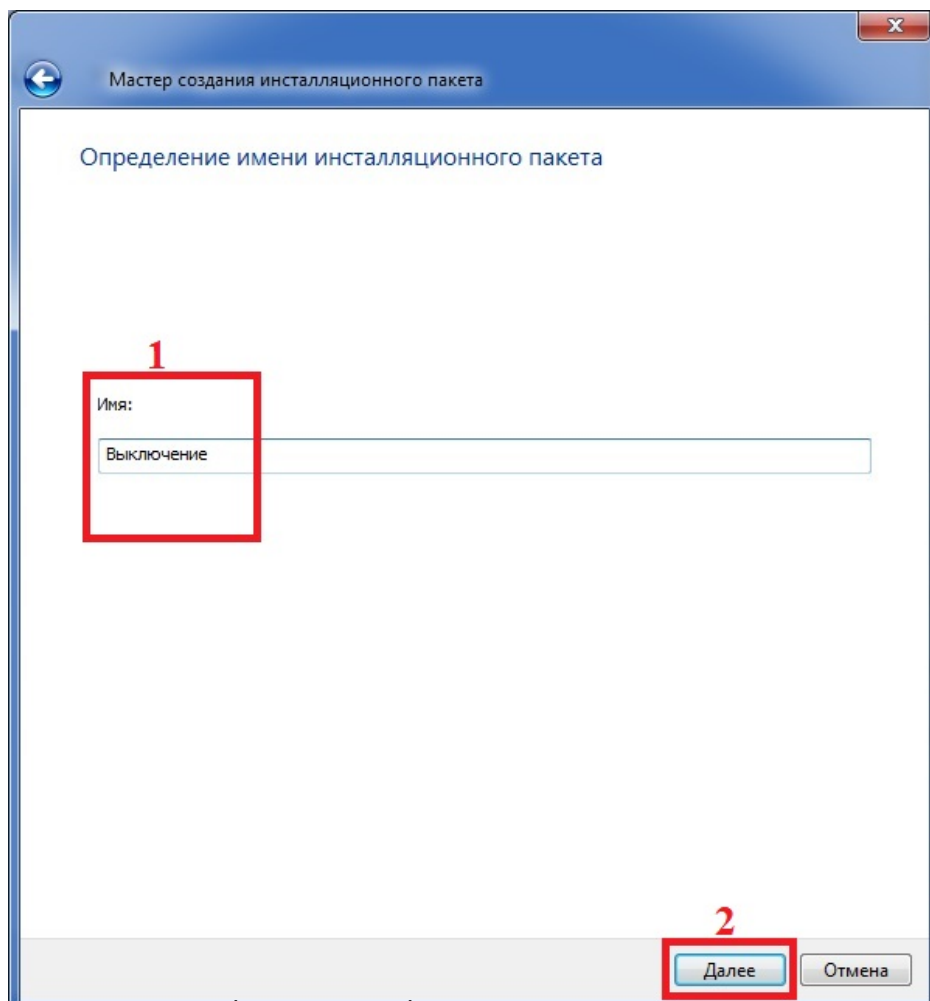 x
Мастер создания инсталляционного пакета
Определение имени инсталляционного пакета
1
Имя:
Выключение
2
Далее
Отмена